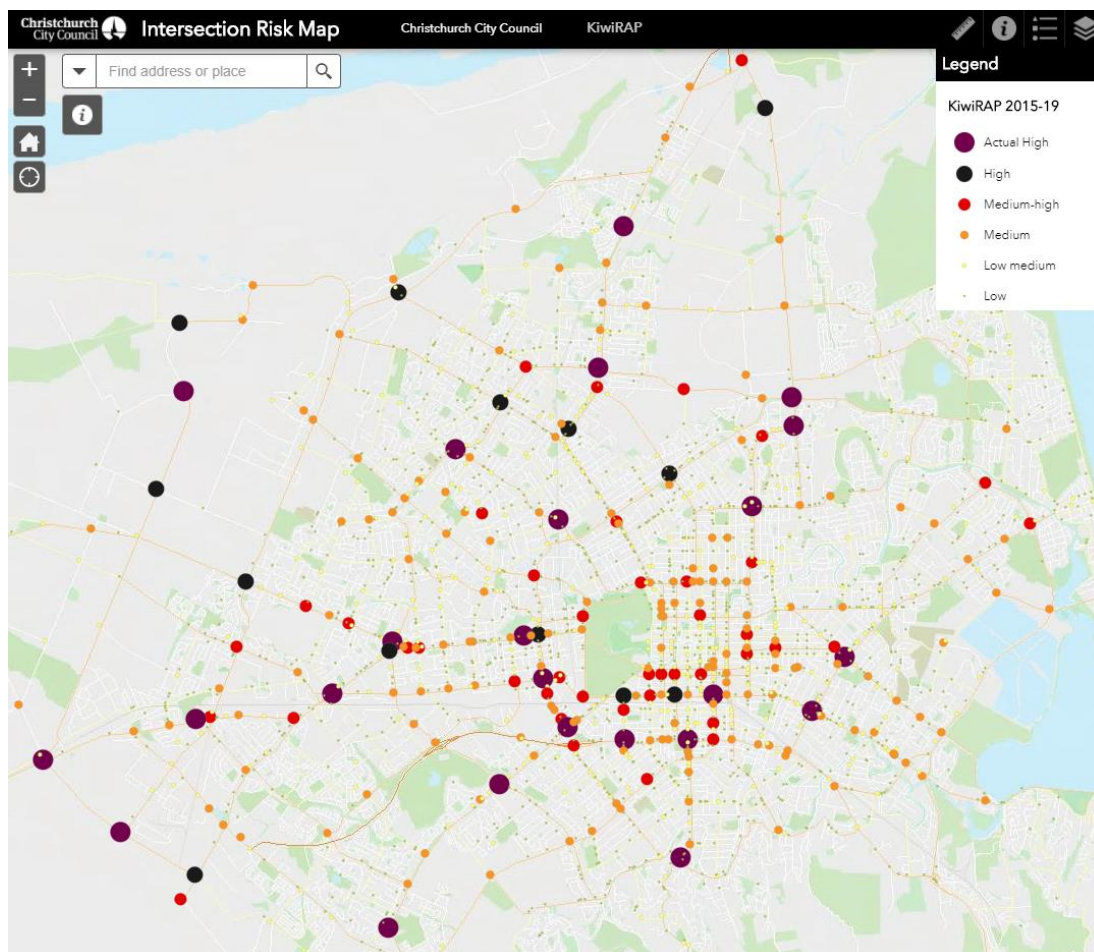 Christchurch
City Council
Intersection Risk Map
Christchurch City Council
KiwiRAP
+
Find address or place
−
i
Legend
KiwiRAP 2015-19
Actual High
High
Medium-high
Medium
Low medium
Low